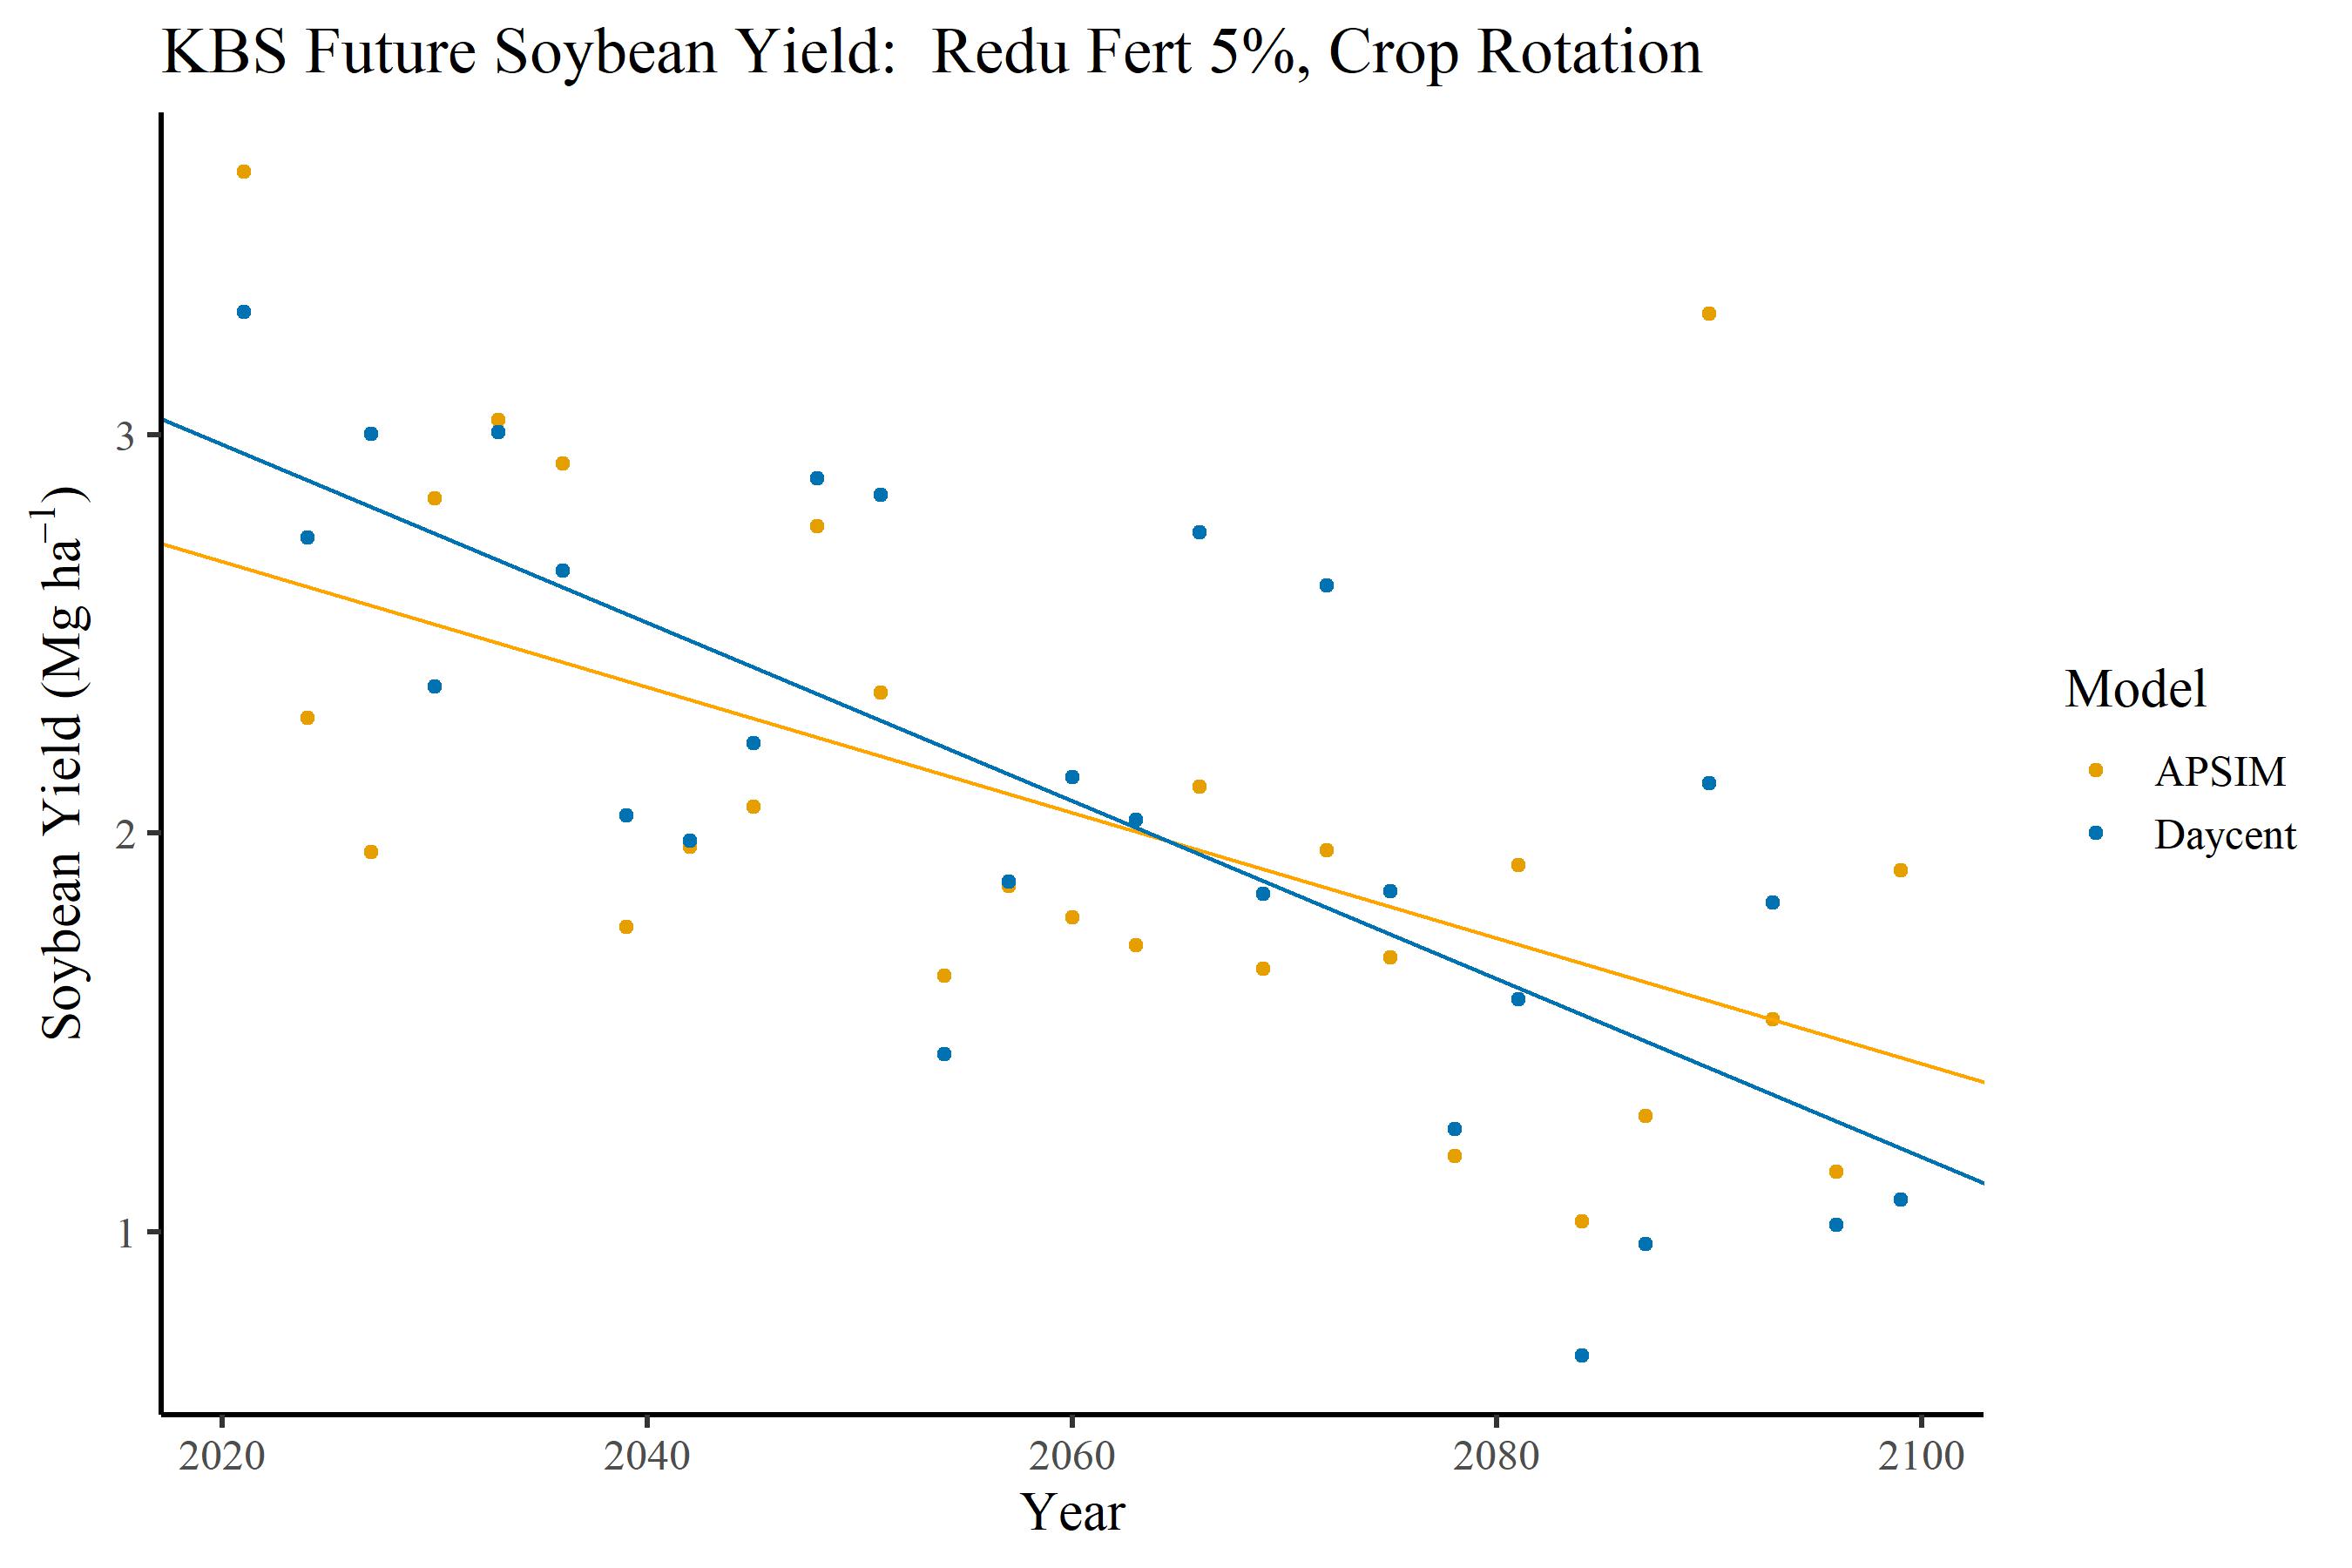 KBS Future Soybean Yield:  Redu Fert 5%, Crop Rotation
Soybean Yield (Mg ha⁻¹)
3
2
1
2020
2040
2060
2080
2100
Year
Model
APSIM
Daycent